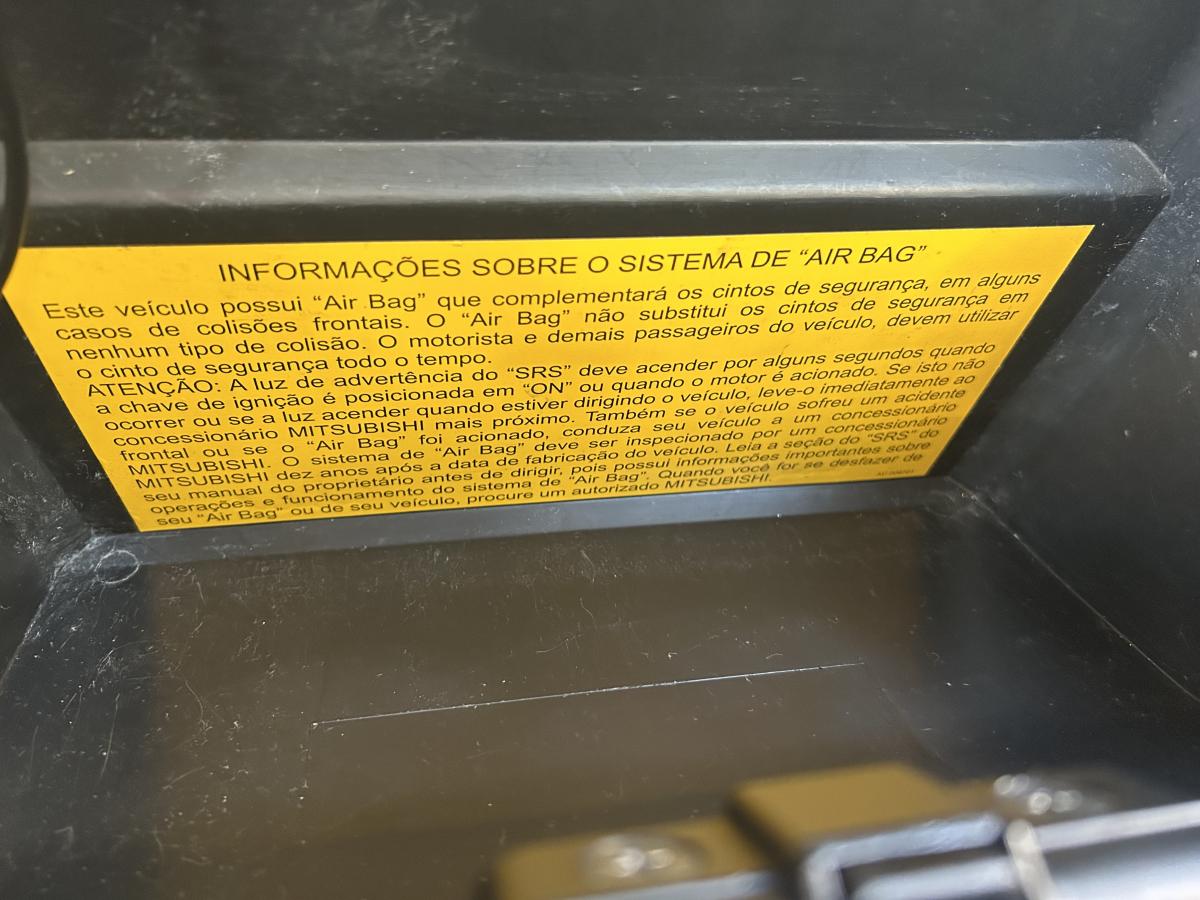 INFORMAÇÕES SOBRE O SISTEMA DE “AIR BAG”
Este veículo possui “Air Bag” que complementará os cintos de segurança, em alguns
casos de colisões frontais. O “Air Bag” não substitui os cintos de segurança em
nenhum tipo de colisão. O motorista e demais passageiros do veículo, devem utilizar
o cinto de segurança todo o tempo.
ATENÇÃO: A luz de advertência do “SRS” deve acender por alguns segundos quando
a chave de ignição é posicionada em “ON” ou quando o motor é acionado. Se isto não
ocorrer ou se a luz acender quando estiver dirigindo o veículo, leve-o imediatamente ao
concessionário MITSUBISHI mais próximo. Também se o veículo sofreu um acidente
frontal ou se o “Air Bag” foi acionado, conduza seu veículo a um concessionário
MITSUBISHI. O sistema de “Air Bag” deve ser inspecionado por um concessionário
MITSUBISHI dez anos após a data de fabricação do veículo. Leia a seção do “SRS” do
seu manual do proprietário antes de dirigir, pois possui informações importantes sobre
operações e funcionamento do sistema de “Air Bag”. Quando você for se desfazer de
seu “Air Bag” ou de seu veículo, procure um autorizado MITSUBISHI.